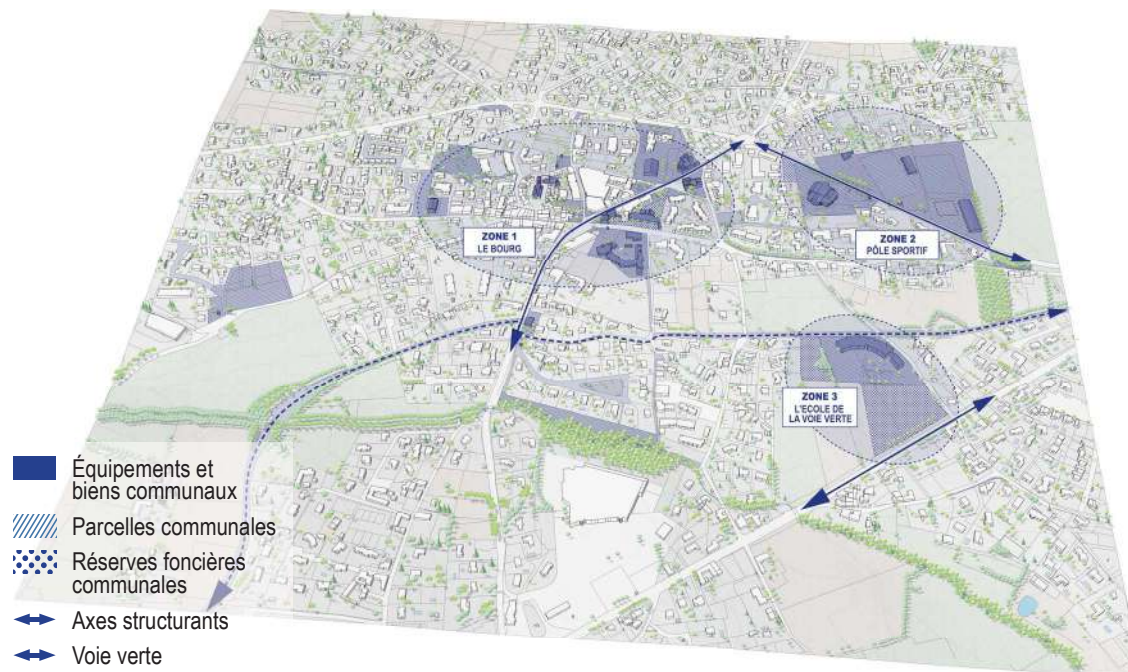 ZONE 1
LE BOURG
ZONE 2
PÔLE SPORTIF
ZONE 3
L'ECOLE DE
LA VOIE VERTE
Équipements et
biens communaux
Parcelles communales
Réserves foncières
communales
Axes structurants
Voie verte